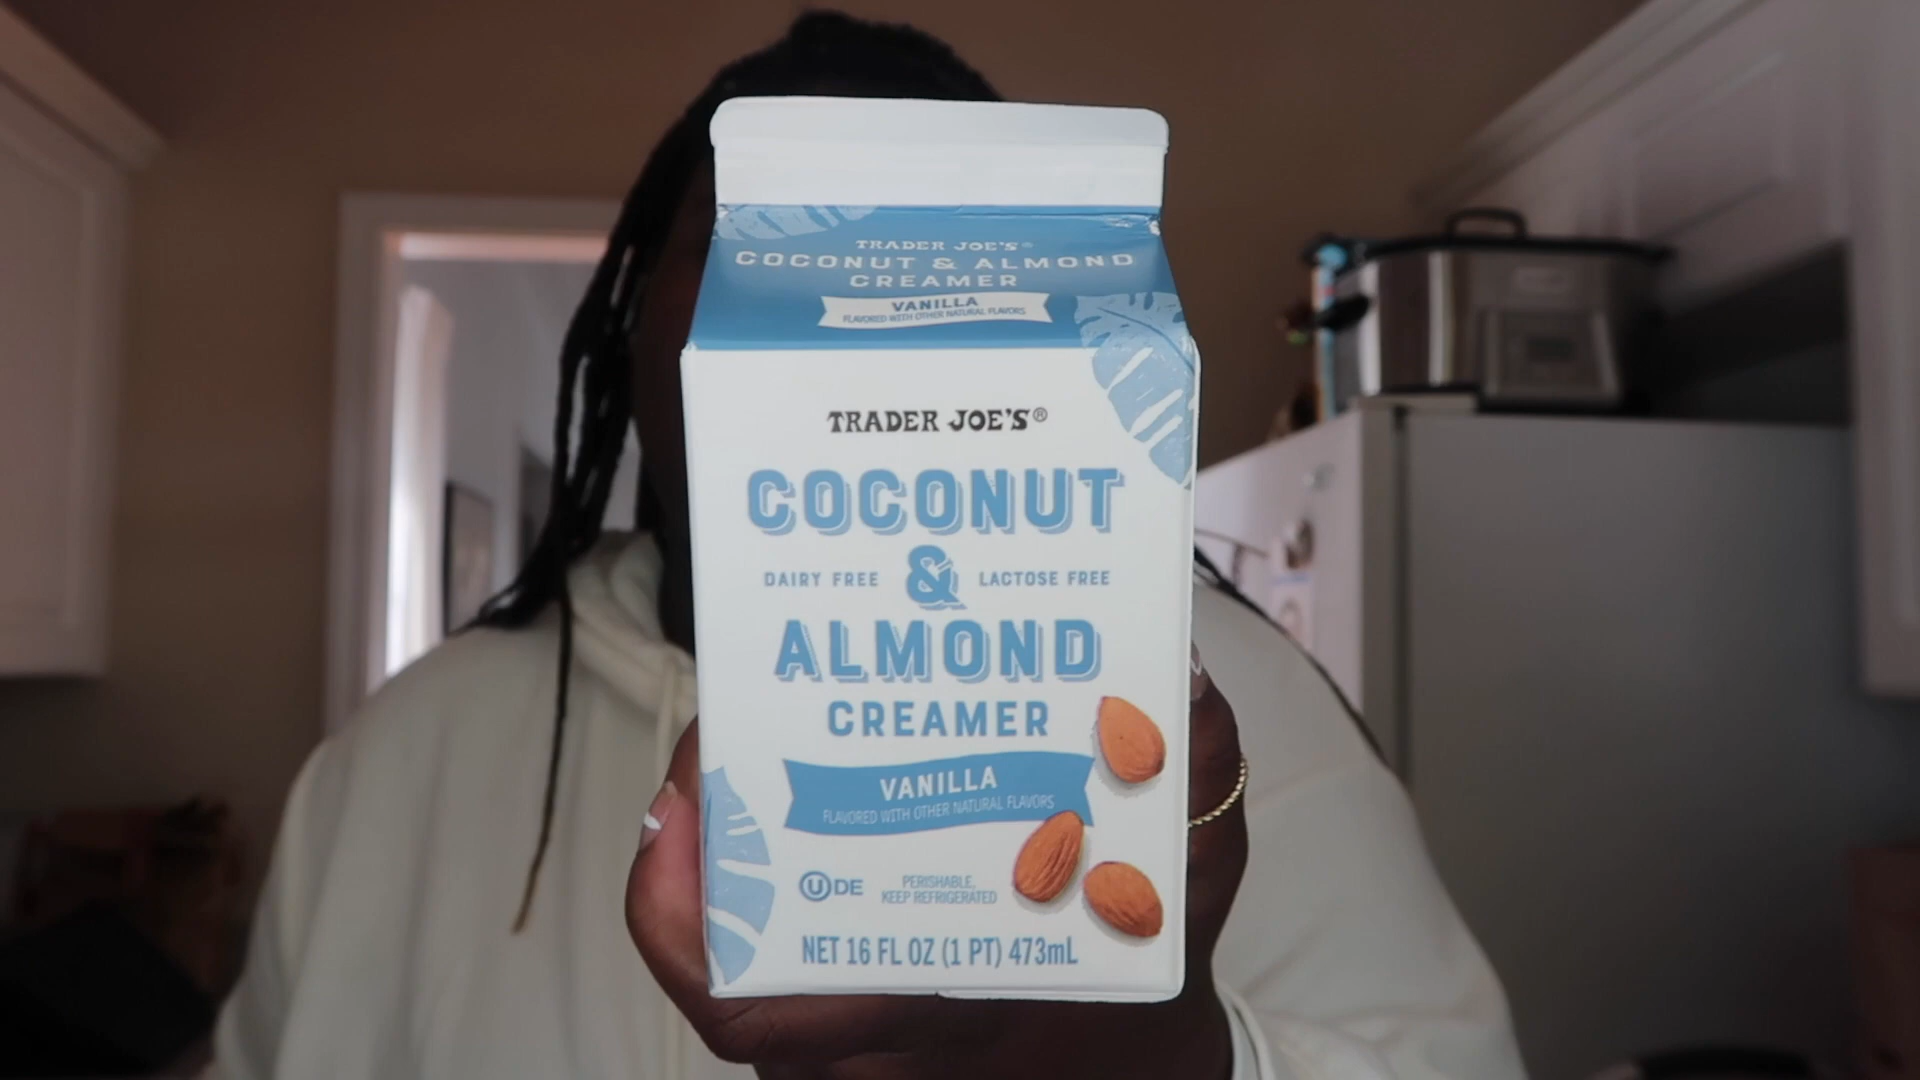 TRADER JOE'S®
COCONUT & ALMOND
CREAMER
VANILLA
FLAVORED WITH OTHER NATURAL FLAVORS
TRADER JOE'S®
COCONUT
DAIRY FREE & LACTOSE FREE
ALMOND
CREAMER
VANILLA
FLAVORED WITH OTHER NATURAL FLAVORS
U DE
PERISHABLE,
KEEP REFRIGERATED
NET 16 FL OZ (1 PT) 473mL